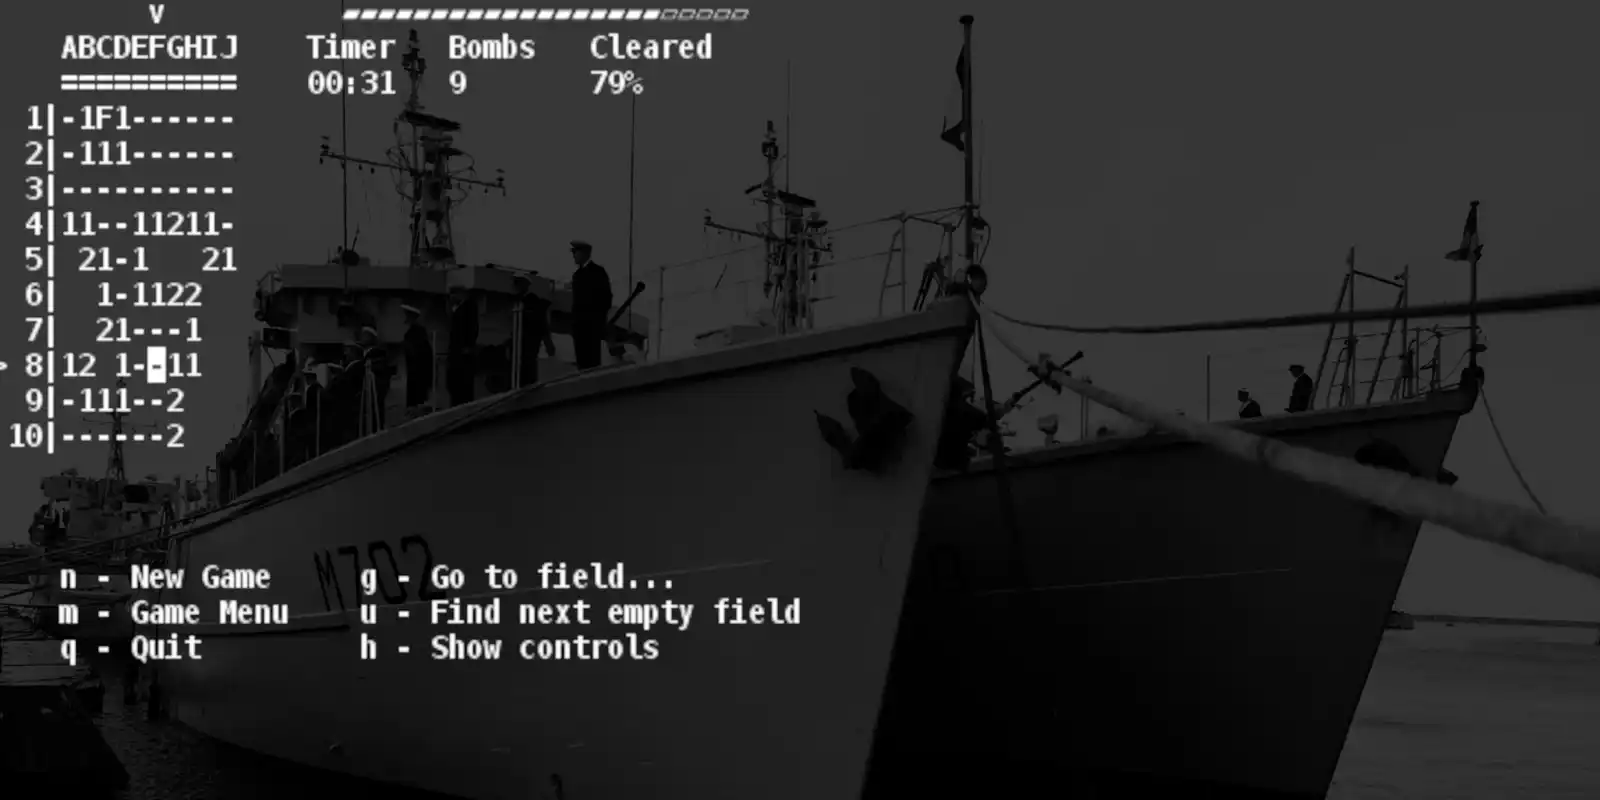 v
ABCDEFGHIJ Timer Bombs Cleared
========== 00:31 9 79%
1|-1F1------
2|-111------
3|----------
4|11--11211-
5| 21-1   21
6|  1-1122
7|  21---1
> 8|12 1--11
9|-111--2
10|------2
M702
n - New Game g - Go to field...
m - Game Menu u - Find next empty field
q - Quit h - Show controls